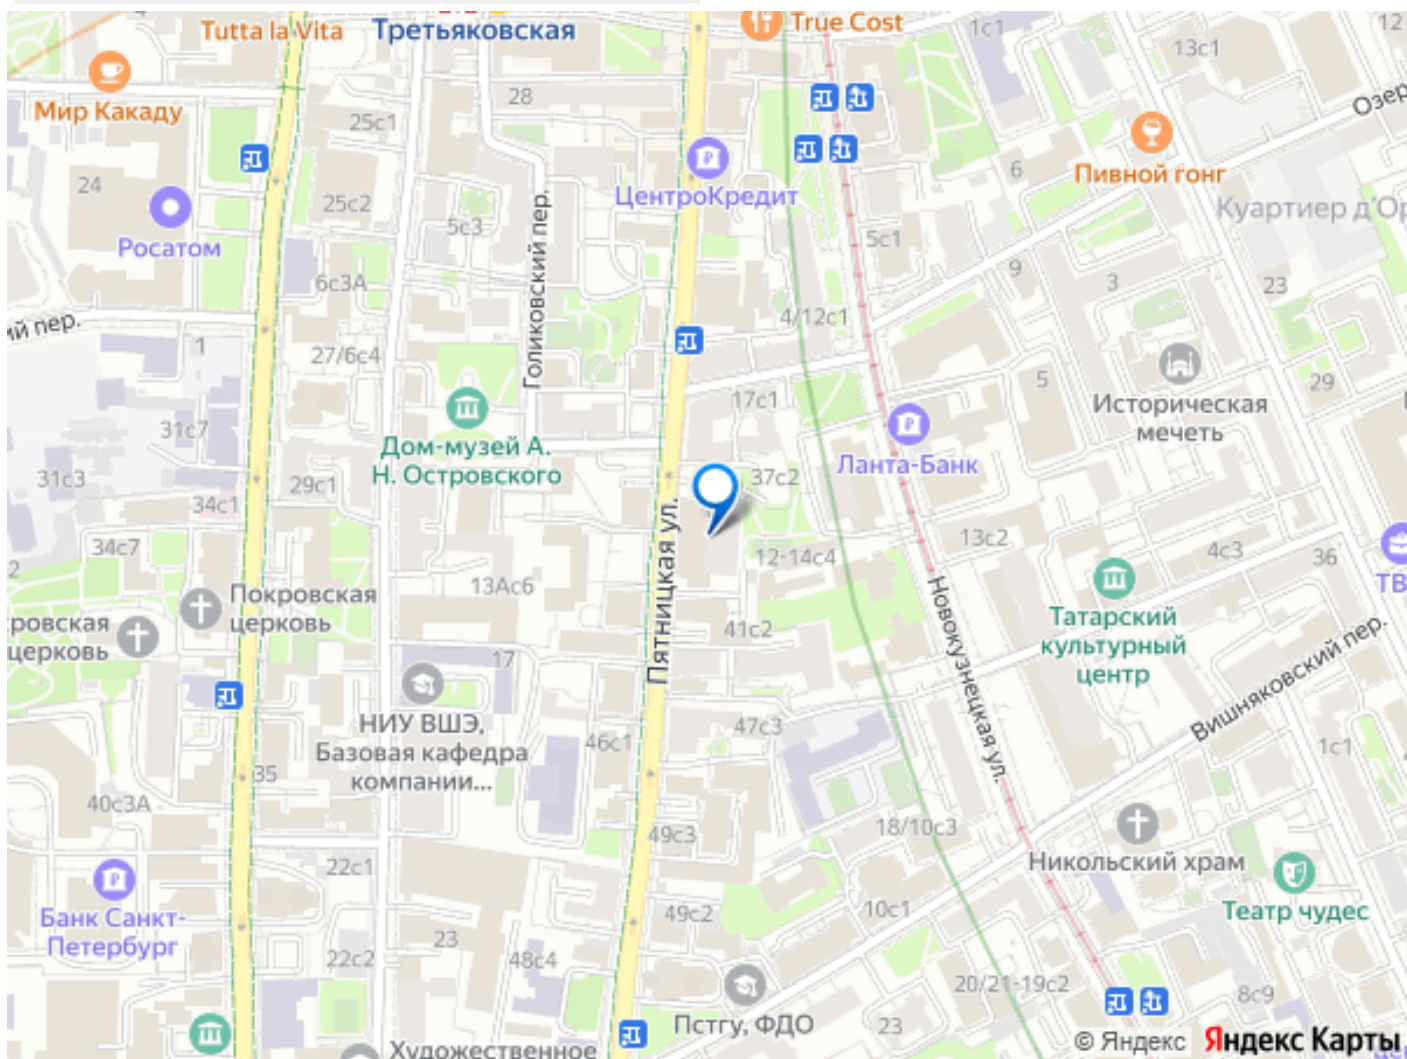 Tutta la Vita
Третьяковская
True Cost
1с1
13с1
12
Мир Какаду
28
25с1
Озер
Пивной гонг
24
ЦентроКредит
6
25с2
5с3
Голиковский пер.
5с1
Куартиер д'Ор
Росатом
6с3А
9
3
23
ий пер.
4/12с1
1
27/6с4
5
29
17с1
Историческая
мечеть
31с7
Дом-музей А.
Н. Островского
Ланта-Банк
31с3
29с1
37с2
34с1
Пятницкая ул.
34с7
2
13с2
4с3
36
12-14с4
13Ас6
ТВ
Покровская
церковь
Новокузнецкая ул.
Татарский
культурный
центр
кровская
церковь
41с2
Вишняковский пер.
17
НИУ ВШЭ,
Базовая кафедра
компании...
46с1
47с3
1с1
35
40с3А
49с3
18/10с3
Никольский храм
22с1
Театр чудес
Банк Санкт-
Петербург
49с2
10с1
23
22с2
48с4
20/21-19с2
8с9
Пстгу, ФДО
23
Художественное
© Яндекс Яндекс Карты